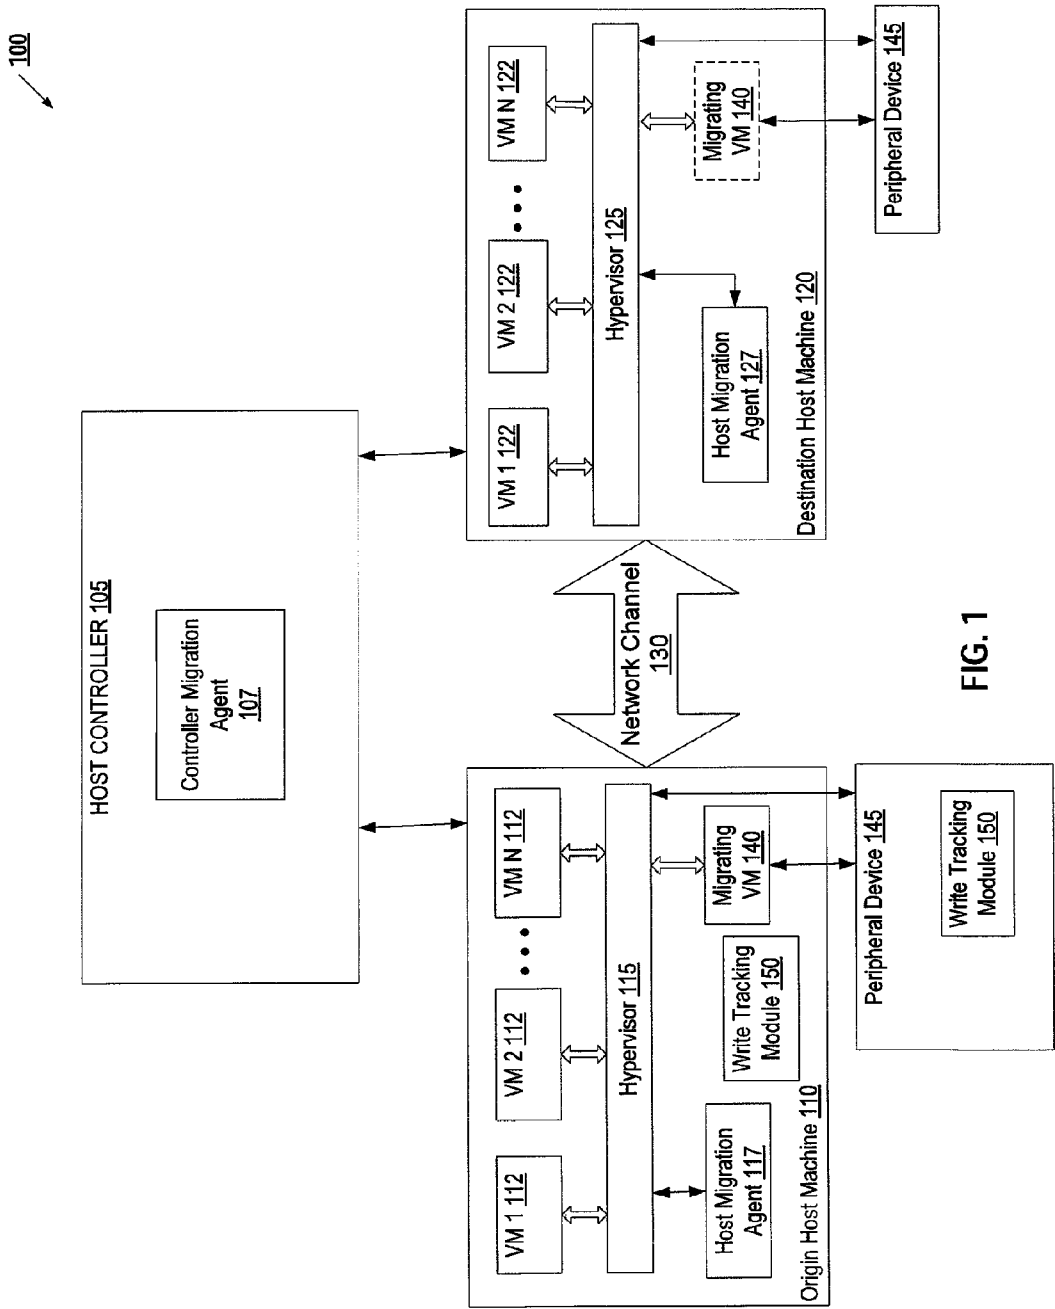 100
HOST CONTROLLER 105
Controller Migration
Agent
107
VM 1 112
VM 2 112
VM N 112
Hypervisor 115
Host Migration
Agent 117
Write Tracking
Module 150
Migrating
VM 140
Origin Host Machine 110
Peripheral Device 145
Write Tracking
Module 150
Network Channel
130
VM 1 122
VM 2 122
VM N 122
Hypervisor 125
Host Migration
Agent 127
Migrating
VM 140
Destination Host Machine 120
Peripheral Device 145
FIG. 1